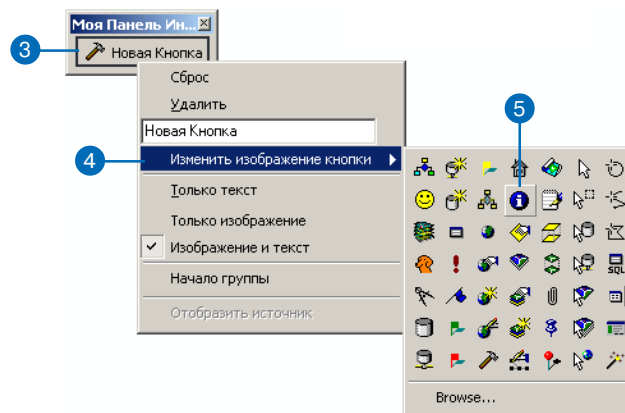 Моя Панель Ин...
3
Новая Кнопка
Сброс
Удалить
Новая Кнопка
4
Изменить изображение кнопки
5
Только текст
Только изображение
Изображение и текст
Начало группы
Отобразить источник
SQL
Browse...